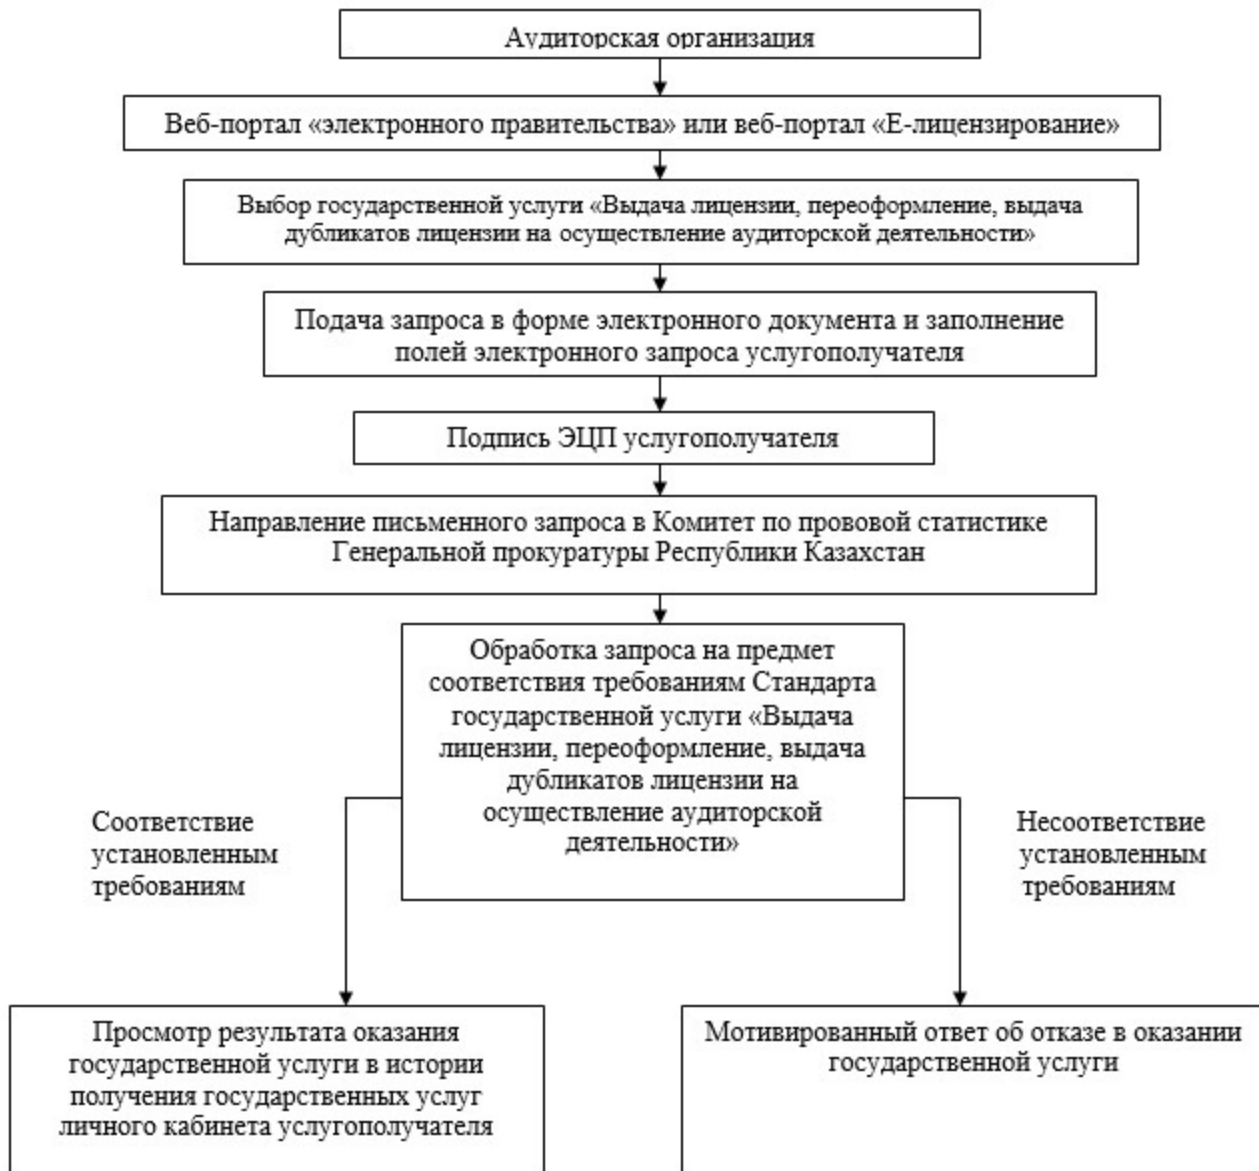 Аудиторская организация
Веб-портал «электронного правительства» или веб-портал «Е-лицензирование»
Выбор государственной услуги «Выдача лицензии, переоформление, выдача
дубликатов лицензии на осуществление аудиторской деятельности»
Подача запроса в форме электронного документа и заполнение
полей электронного запроса услугополучателя
Подпись ЭЦП услугополучателя
Направление письменного запроса в Комитет по прововой статистике
Генеральной прокуратуры Республики Казахстан
Обработка запроса на предмет
соответствия требованиям Стандарта
государственной услуги «Выдача
лицензии, переоформление, выдача
дубликатов лицензии на
осуществление аудиторской
деятельности»
Соответствие
установленным
требованиям
Несоответствие
установленным
требованиям
Просмотр результата оказания
государственной услуги в истории
получения государственных услуг
личного кабинета услугополучателя
Мотивированный ответ об отказе в оказании
государственной услуги